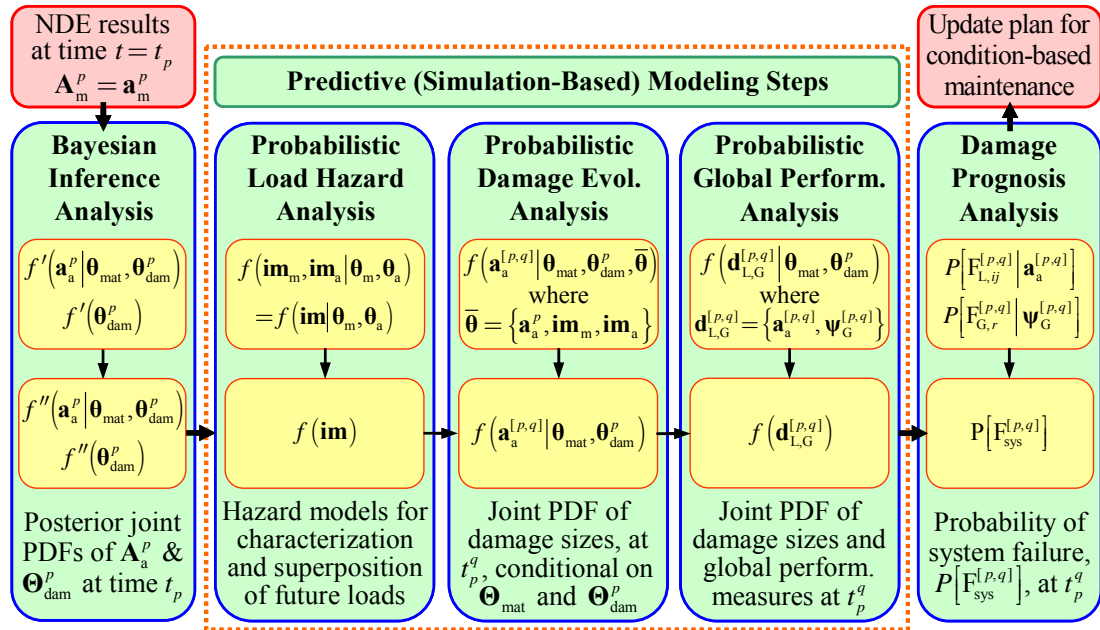 NDE results
at time t = t_p
A_m^p = a_m^p
Update plan for
condition-based
maintenance
Predictive (Simulation-Based) Modeling Steps
Bayesian
Inference
Analysis
f′(a_a^p|θ_mat, θ_dam^p)
f′(θ_dam^p)
f″(a_a^p|θ_mat, θ_dam^p)
f″(θ_dam^p)
Posterior joint
PDFs of A_a^p &
Θ_dam^p at time t_p
Probabilistic
Load Hazard
Analysis
f(im_m, im_a|θ_m, θ_a)
= f(im|θ_m, θ_a)
f(im)
Hazard models for
characterization
and superposition
of future loads
Probabilistic
Damage Evol.
Analysis
f(a_a^[p,q]|θ_mat, θ_dam^p, θ̄)
where
θ̄ = {a_a^p, im_m, im_a}
f(a_a^[p,q]|θ_mat, θ_dam^p)
Joint PDF of
damage sizes, at
t_p^q, conditional on
Θ_mat and Θ_dam^p
Probabilistic
Global Perform.
Analysis
f(d_L,G^[p,q]|θ_mat, θ_dam^p)
where
d_L,G^[p,q] = {a_a^[p,q], ψ_G^[p,q]}
f(d_L,G^[p,q])
Joint PDF of
damage sizes and
global perform.
measures at t_p^q
Damage
Prognosis
Analysis
P[F_L,ij^[p,q]|a_a^[p,q]]
P[F_G,r^[p,q]|ψ_G^[p,q]]
P[F_sys^[p,q]]
Probability of
system failure,
P[F_sys^[p,q]], at t_p^q